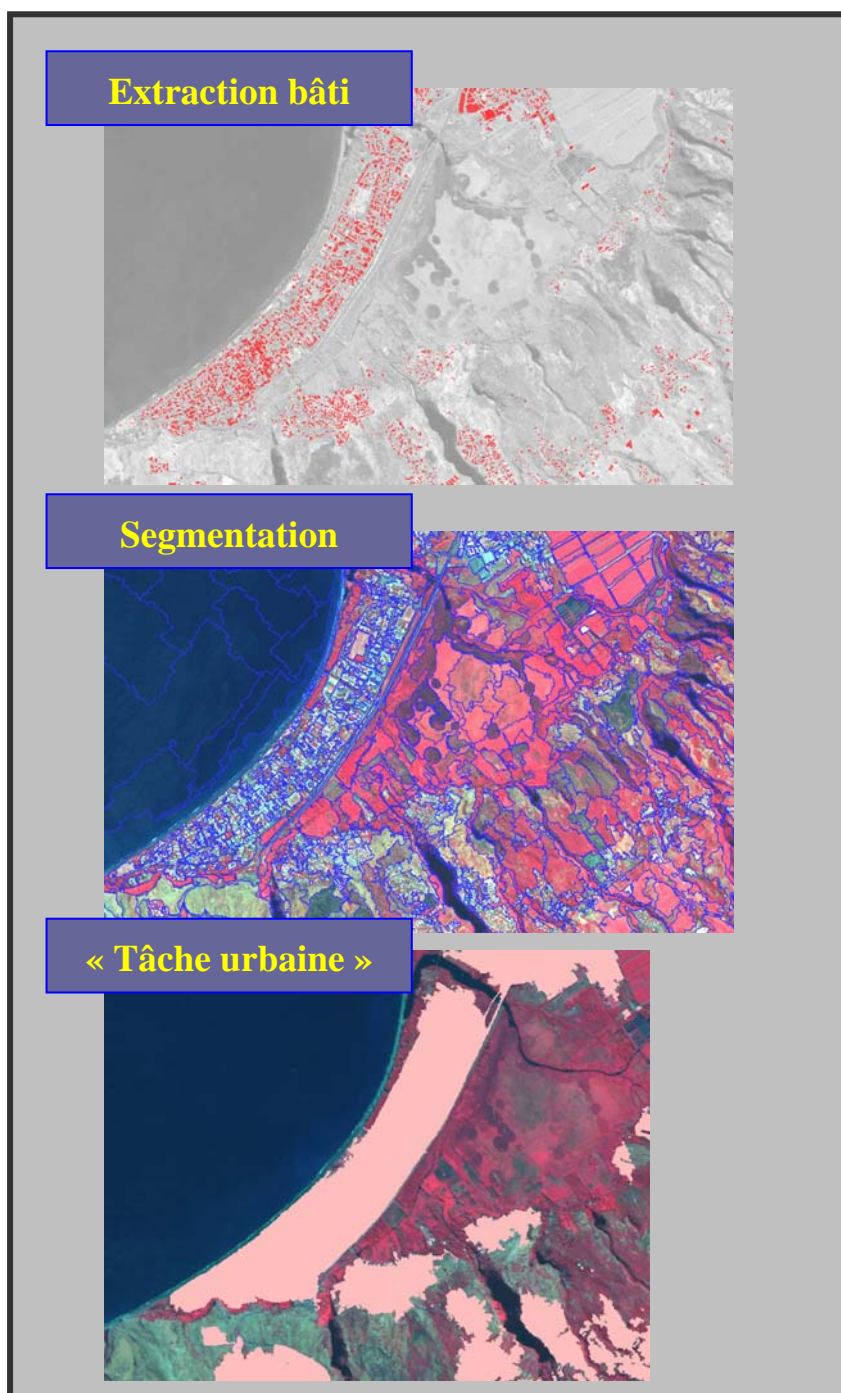 Extraction bâti
Segmentation
« Tâche urbaine »